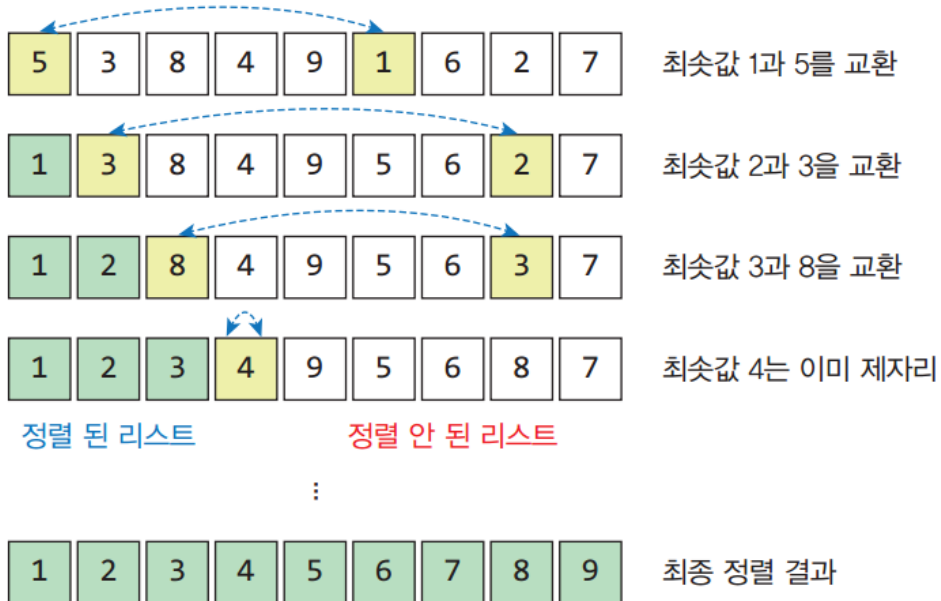 5 3 8 4 9 1 6 2 7 최솟값 1과 5를 교환
1 3 8 4 9 5 6 2 7 최솟값 2과 3을 교환
1 2 8 4 9 5 6 3 7 최솟값 3과 8을 교환
1 2 3 4 9 5 6 8 7 최솟값 4는 이미 제자리
정렬 된 리스트 정렬 안 된 리스트
⋮
1 2 3 4 5 6 7 8 9 최종 정렬 결과